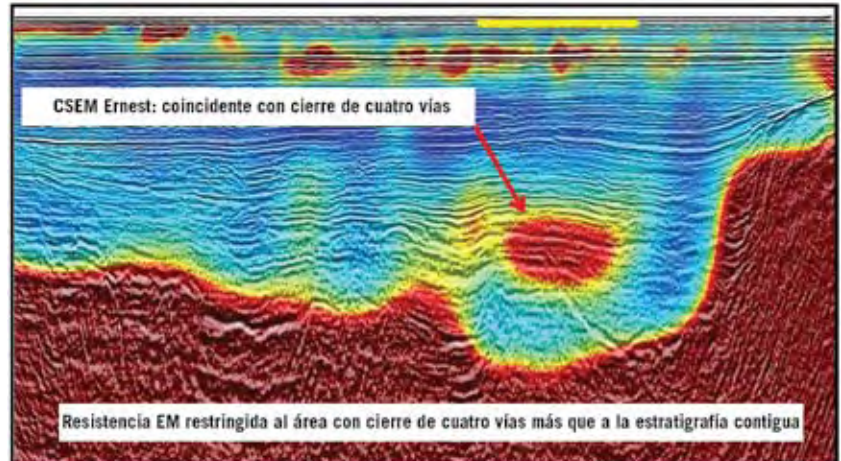 CSEM Ernest: coincidente con cierre de cuatro vías
Resistencia EM restringida al área con cierre de cuatro vías más que a la estratigrafía contigua